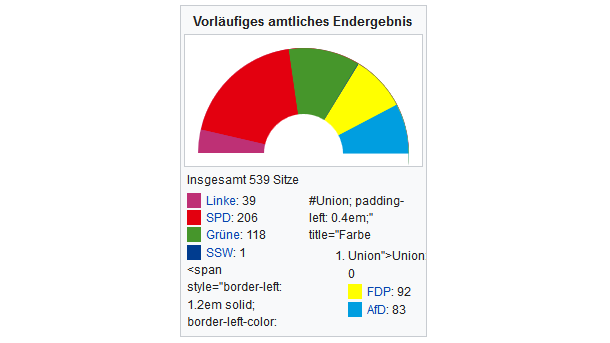 Vorläufiges amtliches Endergebnis
Insgesamt 539 Sitze
Linke: 39
SPD: 206
Grüne: 118
SSW: 1
<span
style="border-left:
1.2em solid;
border-left-color:
#Union; padding-
left: 0.4em;"
title="Farbe
1. Union">Union
0
FDP: 92
AfD: 83